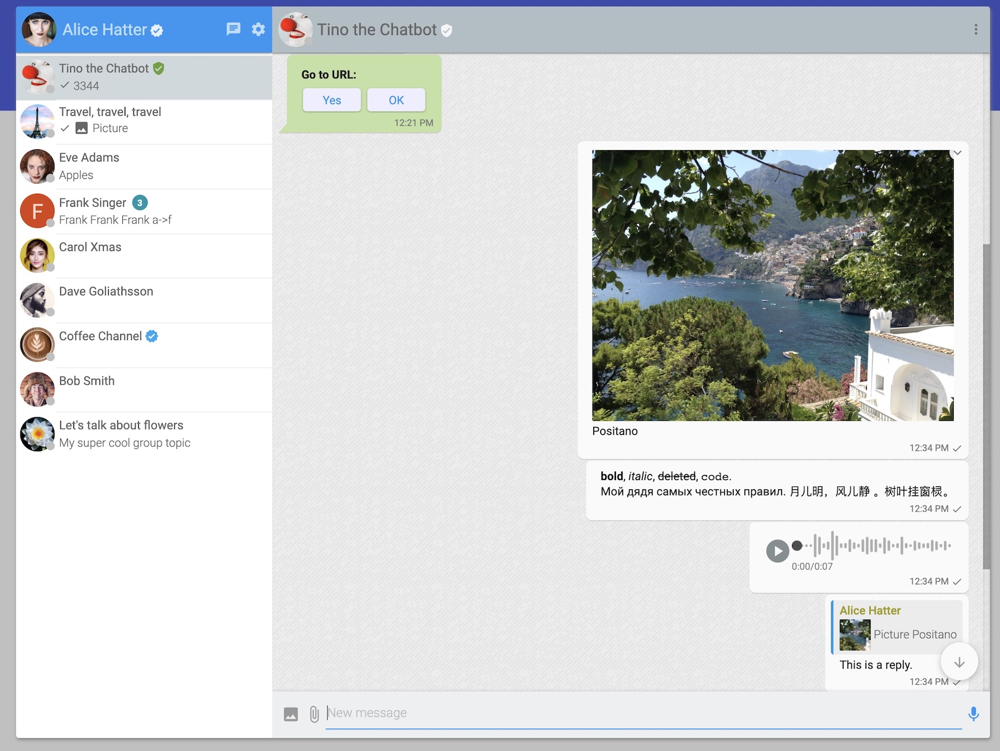 Alice Hatter
Tino the Chatbot
3344
Travel, travel, travel
Picture
Eve Adams
Apples
F
Frank Singer 3
Frank Frank Frank a->f
Carol Xmas
Dave Goliathsson
Coffee Channel
Bob Smith
Let's talk about flowers
My super cool group topic
Tino the Chatbot
Go to URL:
Yes OK
12:21 PM
Positano
12:34 PM
bold, italic, deleted, code.
Мой дядя самых честных правил. 月儿明，风儿静 。树叶挂窗棂。
12:34 PM
0:00/0:07
12:34 PM
Alice Hatter
Picture Positano
This is a reply.
12:34 PM
New message